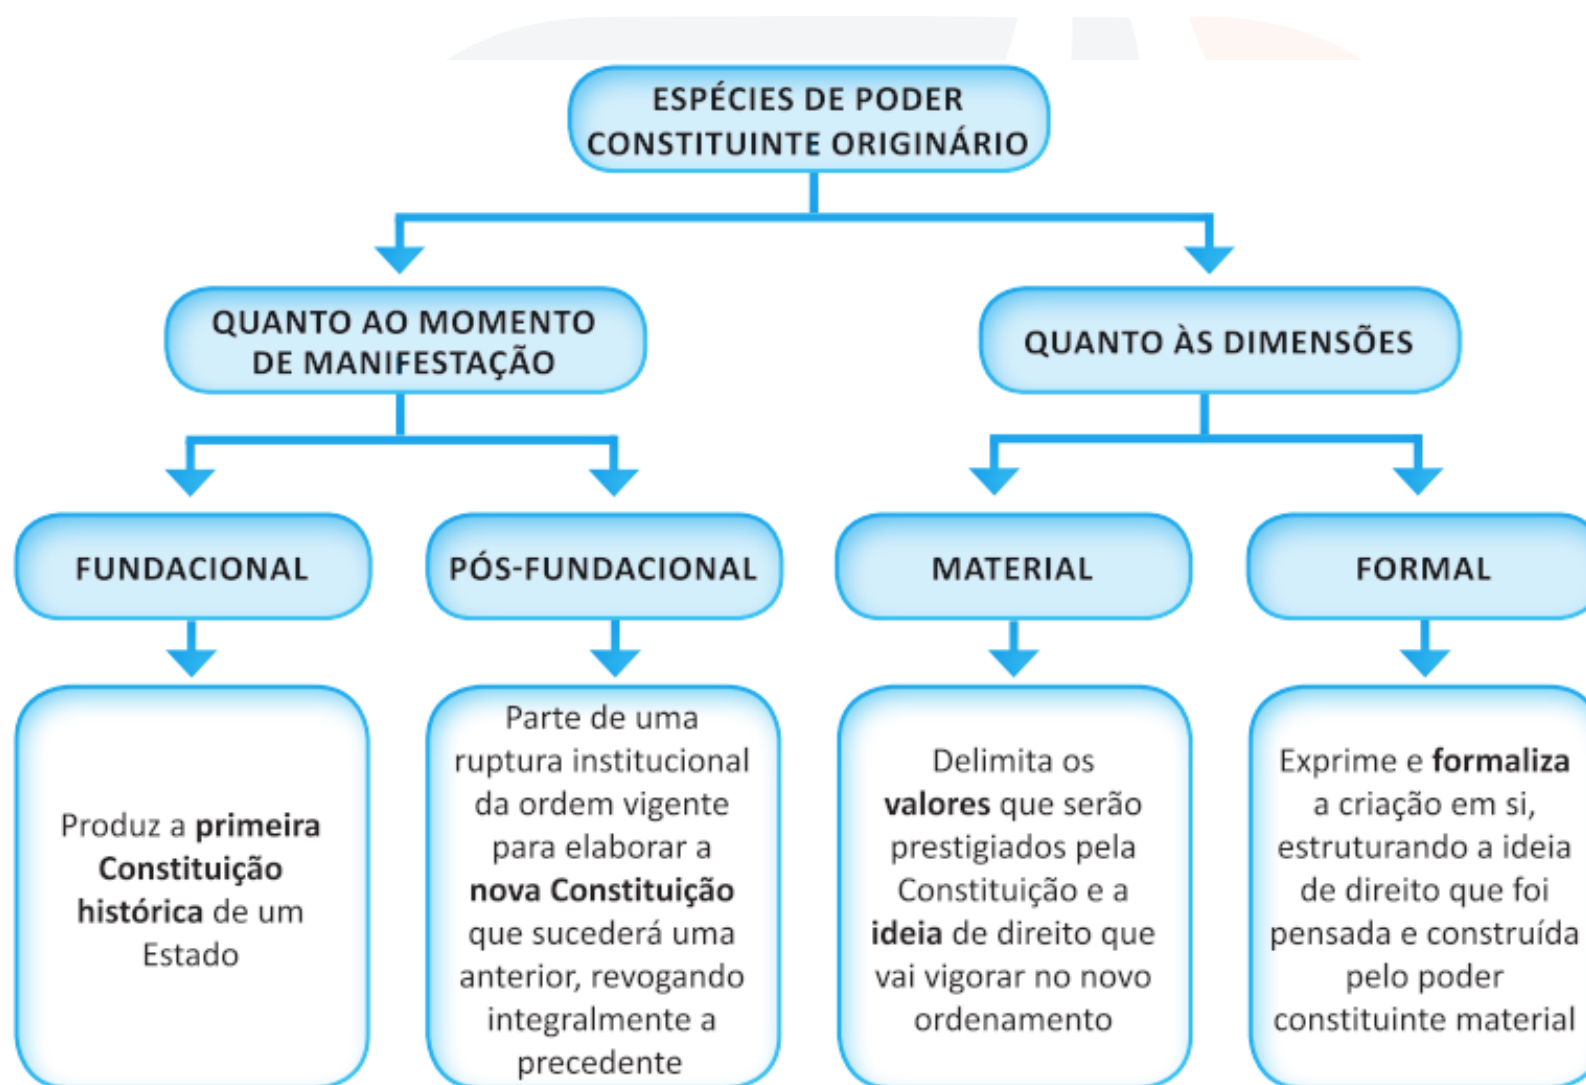 ESPÉCIES DE PODER
CONSTITUINTE ORIGINÁRIO
QUANTO AO MOMENTO
DE MANIFESTAÇÃO
QUANTO ÀS DIMENSÕES
FUNDACIONAL
PÓS-FUNDACIONAL
MATERIAL
FORMAL
Produz a primeira
Constituição
histórica de um
Estado
Parte de uma
ruptura institucional
da ordem vigente
para elaborar a
nova Constituição
que sucederá uma
anterior, revogando
integralmente a
precedente
Delimita os
valores que serão
prestigiados pela
Constituição e a
ideia de direito que
vai vigorar no novo
ordenamento
Exprime e formaliza
a criação em si,
estruturando a ideia
de direito que foi
pensada e construída
pelo poder
constituinte material